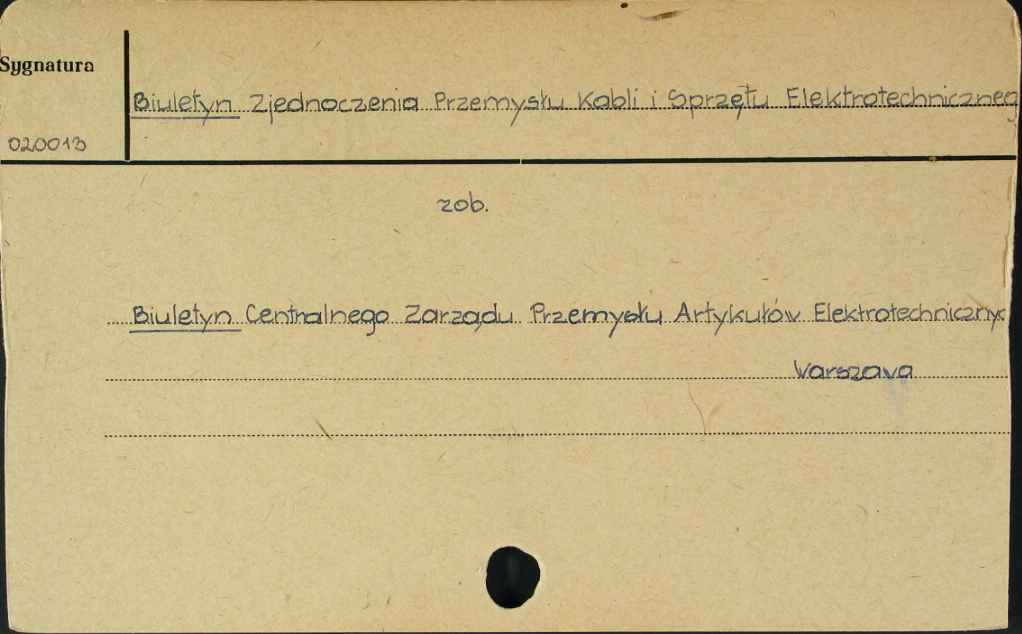 Sygnatura
Biuletyn Zjednoczenia Przemysłu Kabli i Sprzętu Elektrotechniczneg
020013
zob.
Biuletyn Centralnego Zarządu Przemysłu Artykułów Elektrotechnicznyc
Warszawa